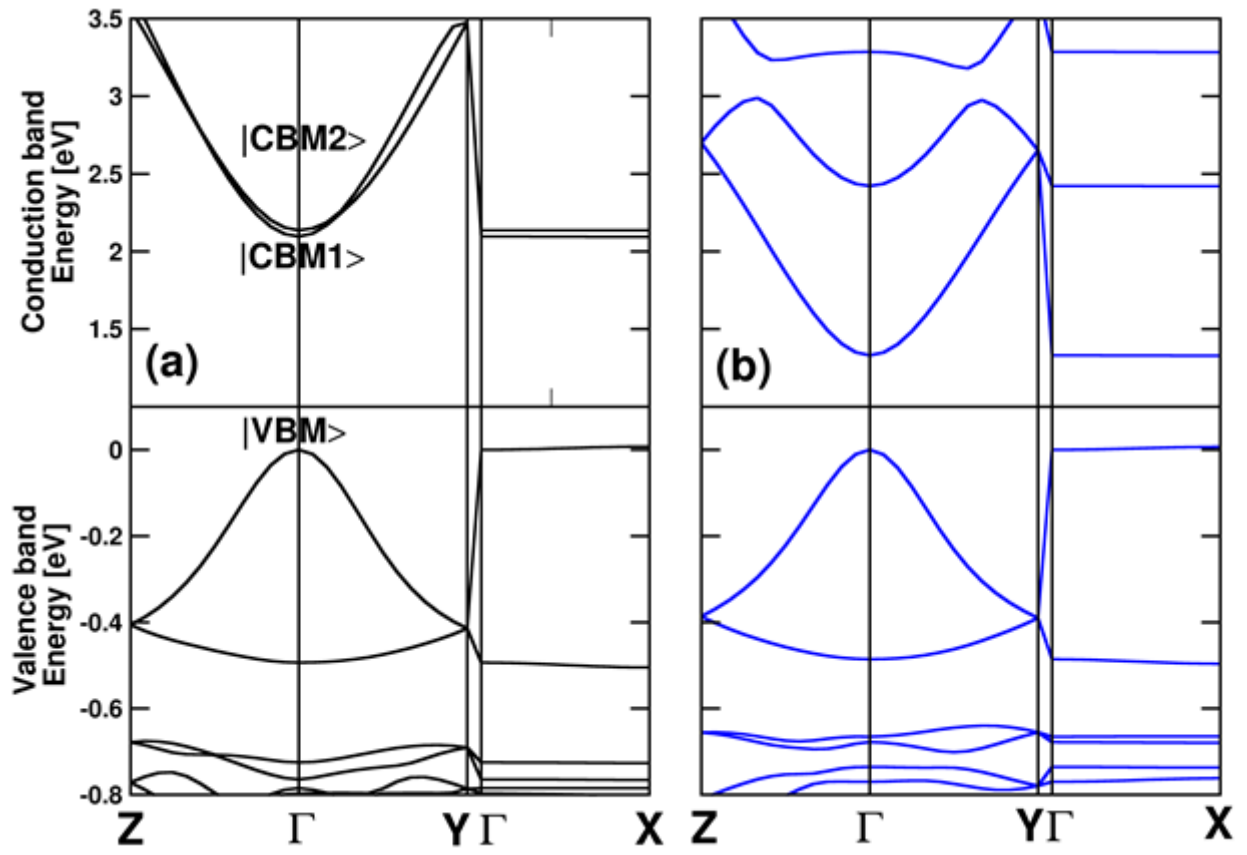 3.5
3
2.5
2
1.5
Conduction band
Energy [eV]
|CBM2>
|CBM1>
(a)
(b)
|VBM>
0
-0.2
-0.4
-0.6
-0.8
Valence band
Energy [eV]
Z Γ Y Γ X
Z Γ Y Γ X